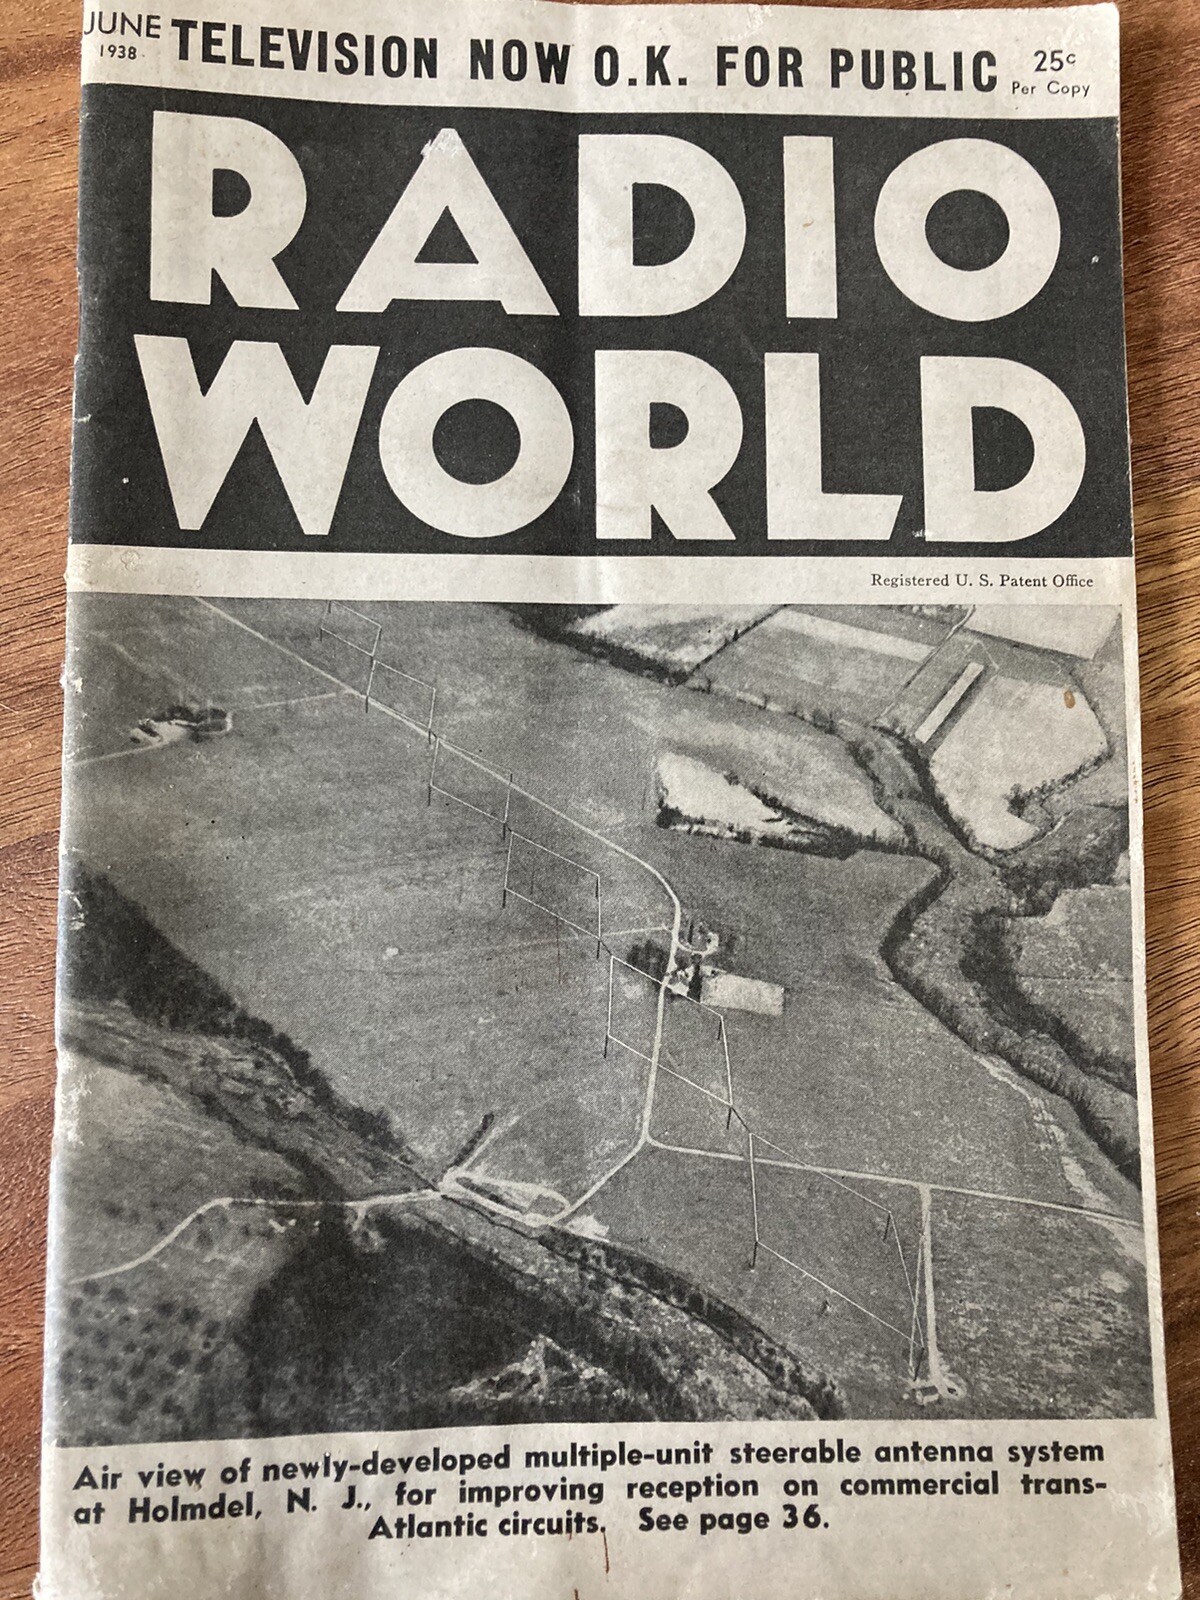 JUNE
1938
TELEVISION NOW O.K. FOR PUBLIC
25c
Per Copy
RADIO
WORLD
Registered U. S. Patent Office
Air view of newly-developed multiple-unit steerable antenna system
at Holmdel, N. J., for improving reception on commercial trans-
Atlantic circuits. See page 36.